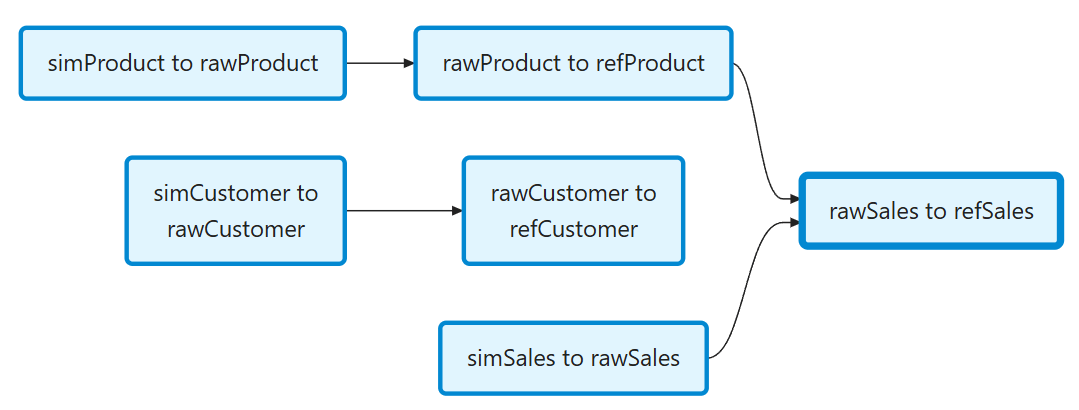 simProduct to rawProduct
rawProduct to refProduct
simCustomer to
rawCustomer
rawCustomer to
refCustomer
rawSales to refSales
simSales to rawSales